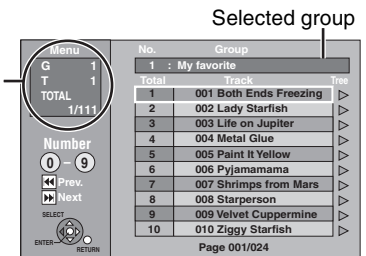 Selected group
Menu
G 1
T 1
TOTAL
1/111
Number
0 – 9
Prev.
Next
SELECT
ENTER
RETURN
No. Group
1 : My favorite
Total Track Tree
1 001 Both Ends Freezing
2 002 Lady Starfish
3 003 Life on Jupiter
4 004 Metal Glue
5 005 Paint It Yellow
6 006 Pyjamamama
7 007 Shrimps from Mars
8 008 Starperson
9 009 Velvet Cuppermine
10 010 Ziggy Starfish
Page 001/024